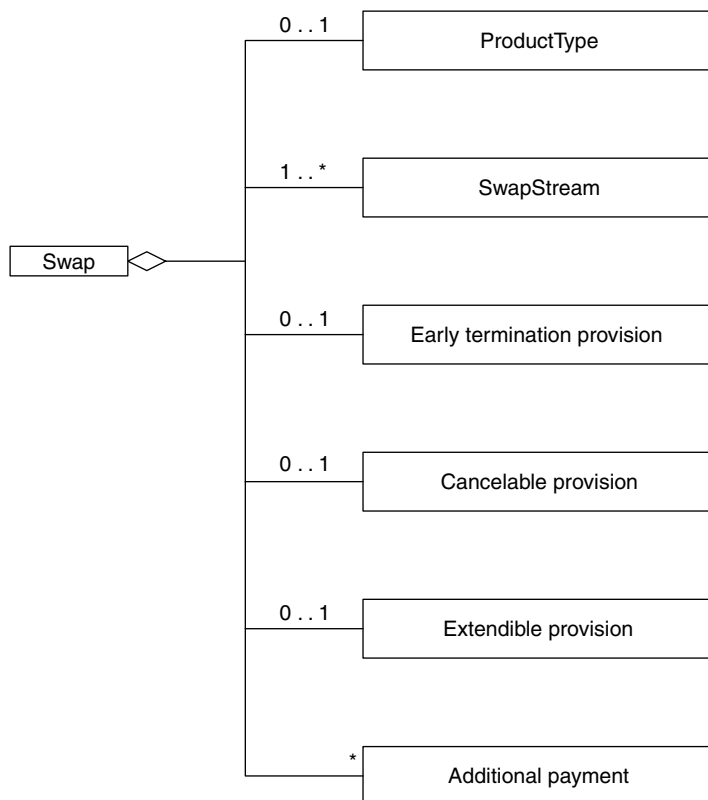 0 . . 1
ProductType
1 . . *
SwapStream
Swap
0 . . 1
Early termination provision
0 . . 1
Cancelable provision
0 . . 1
Extendible provision
*
Additional payment